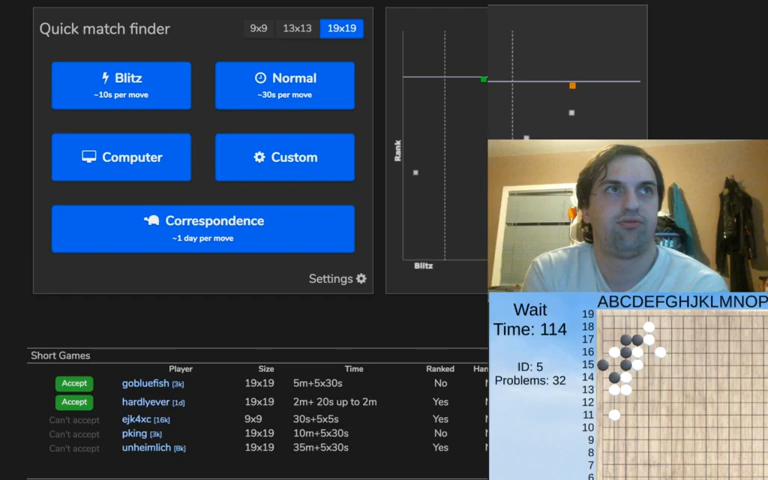 Quick match finder
9x9 13x13 19x19
Blitz
~10s per move
Normal
~30s per move
Computer
Custom
Correspondence
~1 day per move
Settings
Rank
Blitz
Short Games
Player Size Time Ranked Han
Accept gobluefish [3k] 19x19 5m+5x30s No
Accept hardlyever [1d] 19x19 2m+ 20s up to 2m Yes
Can't accept ejk4xc [16k] 9x9 30s+5x5s Yes
Can't accept pking [3k] 19x19 10m+5x30s No
Can't accept unheimlich [8k] 19x19 35m+5x30s Yes
Wait
Time: 114
ID: 5
Problems: 32
ABCDEFGHJKLMNOP
19
18
17
16
15
14
13
12
11
10
9
8
7
6